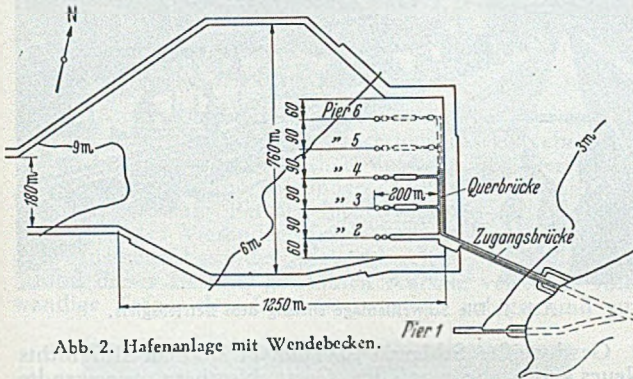 N
9m
180m
760m
60
90
90
90
90
60
Pier 6
" 5
" 4
" 3
" 2
200m
Querbrücke
Zugangsbrücke
3m
6m
1250m
Pier 1
Abb. 2. Hafenanlage mit Wendebecken.